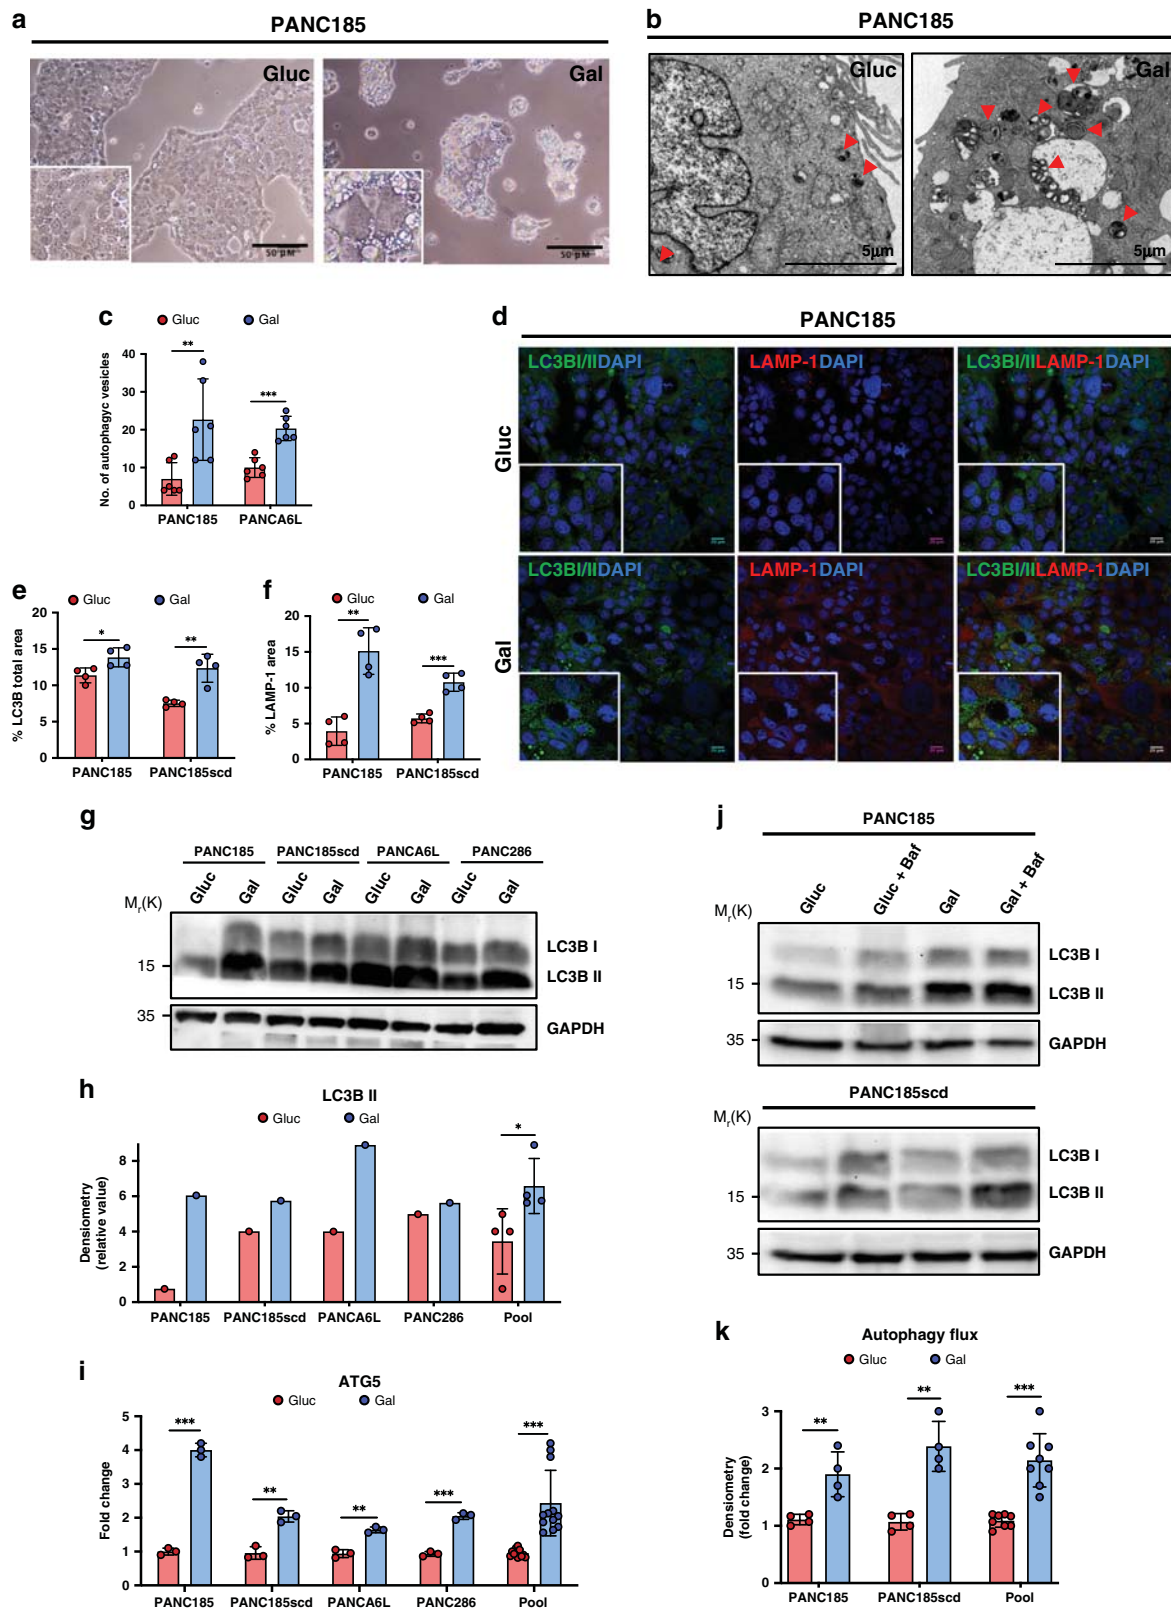 a
PANC185
Gluc
Gal
50 µM
50 µM
b
PANC185
Gluc
Gal
5µm
5µm
c
Gluc
Gal
No. of autophagyc vesicles
40
30
20
10
0
**
***
PANC185
PANCA6L
d
PANC185
Gluc
LC3BI/IIDAPI
LAMP-1DAPI
LC3BI/IILAMP-1DAPI
Gal
LC3BI/IIDAPI
LAMP-1DAPI
LC3BI/IILAMP-1DAPI
e
Gluc
Gal
% LC3B total area
20
15
10
5
0
*
**
PANC185
PANC185scd
f
Gluc
Gal
% LAMP-1 area
20
15
10
5
0
**
***
PANC185
PANC185scd
g
PANC185
PANC185scd
PANCA6L
PANC286
Gluc
Gal
Gluc
Gal
Gluc
Gal
Gluc
Gal
Mr(K)
15
LC3B I
LC3B II
35
GAPDH
h
LC3B II
Gluc
Gal
Densiometry
(relative value)
8
6
4
2
0
*
PANC185
PANC185scd
PANCA6L
PANC286
Pool
i
ATG5
Gluc
Gal
Fold change
5
4
3
2
1
0
***
**
**
***
***
PANC185
PANC185scd
PANCA6L
PANC286
Pool
j
PANC185
Gluc
Gluc + Baf
Gal
Gal + Baf
Mr(K)
LC3B I
15
LC3B II
35
GAPDH
PANC185scd
Mr(K)
LC3B I
15
LC3B II
35
GAPDH
k
Autophagy flux
Gluc
Gal
Densiometry
(fold change)
3
2
1
0
**
**
***
PANC185
PANC185scd
Pool